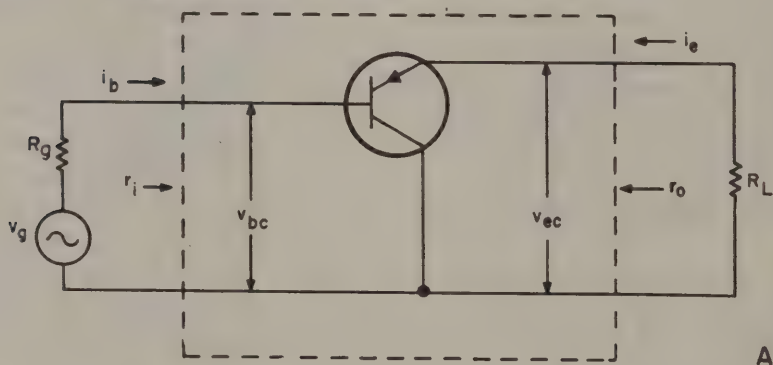 i_b
i_e
R_g
r_i
v_g
v_bc
v_ec
r_o
R_L
A